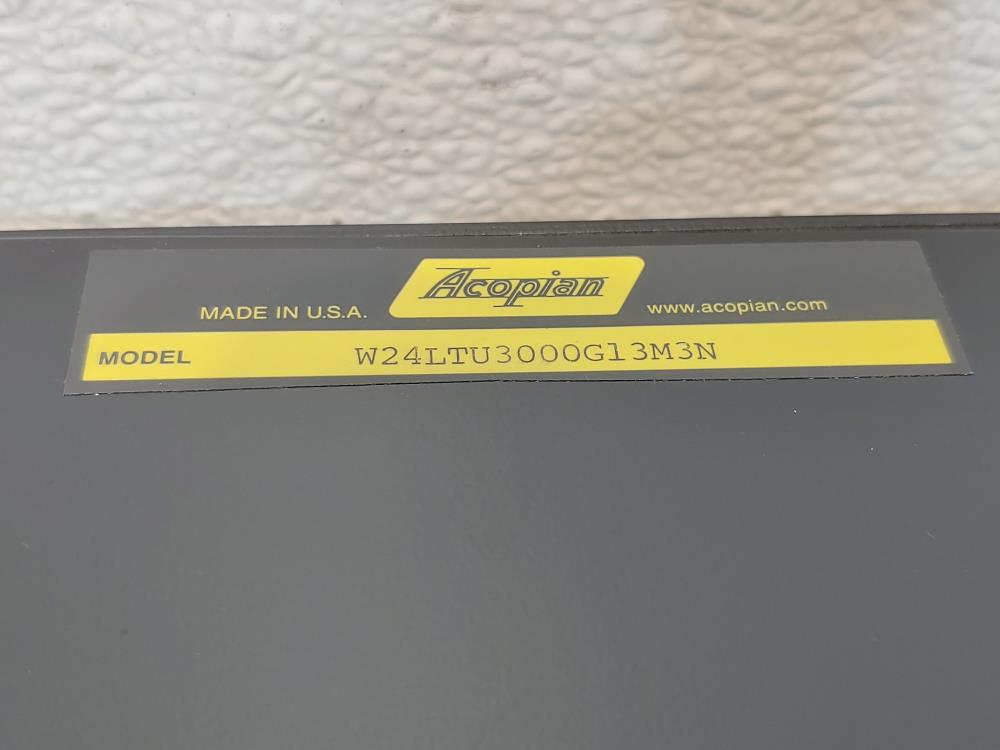 Acopian
MADE IN U.S.A.
www.acopian.com
MODEL W24LTU3000G13M3N